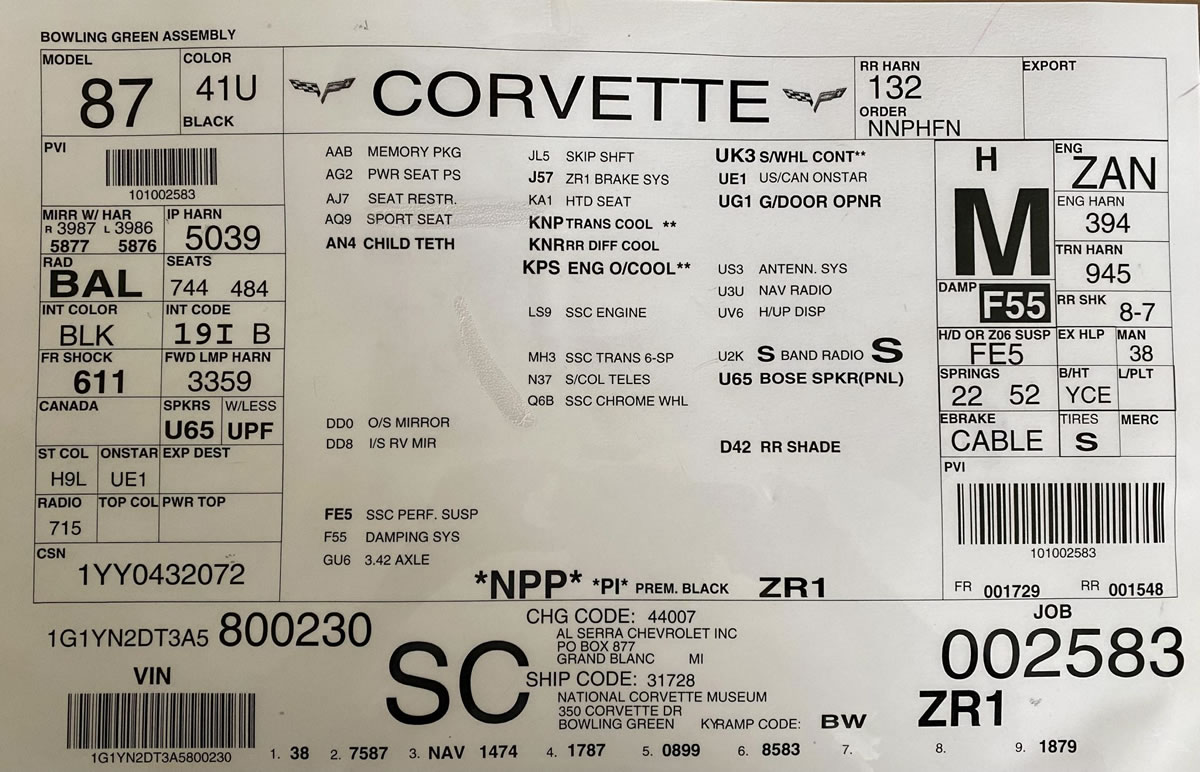 BOWLING GREEN ASSEMBLY
MODEL
87
COLOR
41U
BLACK
CORVETTE
RR HARN
132
ORDER
NNPHFN
EXPORT
PVI
101002583
MIRR W/ HAR
R 3987 L 3986
5877 5876
IP HARN
5039
RAD
BAL
SEATS
744 484
INT COLOR
BLK
INT CODE
19I B
FR SHOCK
611
FWD LMP HARN
3359
CANADA
SPKRS
U65
W/LESS
UPF
ST COL
H9L
ONSTAR
UE1
EXP DEST
RADIO
715
TOP COL
PWR TOP
CSN
1YY0432072
AAB MEMORY PKG
AG2 PWR SEAT PS
AJ7 SEAT RESTR.
AQ9 SPORT SEAT
AN4 CHILD TETH
DD0 O/S MIRROR
DD8 I/S RV MIR
FE5 SSC PERF. SUSP
F55 DAMPING SYS
GU6 3.42 AXLE
JL5 SKIP SHFT
J57 ZR1 BRAKE SYS
KA1 HTD SEAT
KNP TRANS COOL **
KNR RR DIFF COOL
KPS ENG O/COOL**
LS9 SSC ENGINE
MH3 SSC TRANS 6-SP
N37 S/COL TELES
Q6B SSC CHROME WHL
UK3 S/WHL CONT**
UE1 US/CAN ONSTAR
UG1 G/DOOR OPNR
US3 ANTENN. SYS
U3U NAV RADIO
UV6 H/UP DISP
U2K S BAND RADIO S
U65 BOSE SPKR(PNL)
D42 RR SHADE
*NPP* *PI* PREM. BLACK ZR1
H
M
ENG
ZAN
ENG HARN
394
TRN HARN
945
DAMP
F55
RR SHK
8-7
H/D OR Z06 SUSP
FE5
EX HLP
MAN
38
SPRINGS
22 52
B/HT
YCE
L/PLT
EBRAKE
CABLE
TIRES
S
MERC
PVI
101002583
FR 001729 RR 001548
1G1YN2DT3A5 800230
VIN
1G1YN2DT3A5800230
SC
CHG CODE: 44007
AL SERRA CHEVROLET INC
PO BOX 877
GRAND BLANC MI
SHIP CODE: 31728
NATIONAL CORVETTE MUSEUM
350 CORVETTE DR
BOWLING GREEN KY RAMP CODE: BW
JOB
002583
ZR1
1. 38 2. 7587 3. NAV 1474 4. 1787 5. 0899 6. 8583 7. 8. 9. 1879